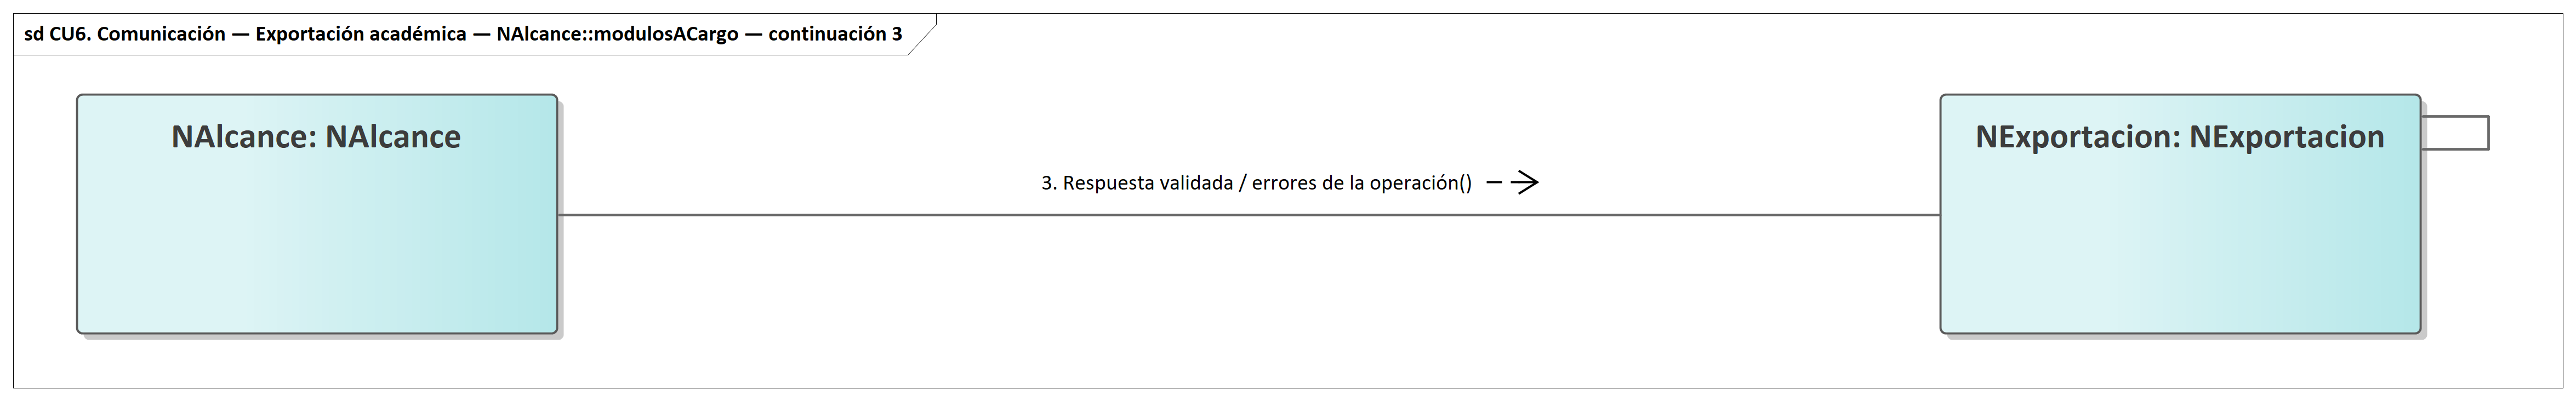 sd CU6. Comunicación — Exportación académica — NAlcance::modulosACargo — continuación 3
NAlcance: NAlcance
NExportacion: NExportacion
3. Respuesta validada / errores de la operación()